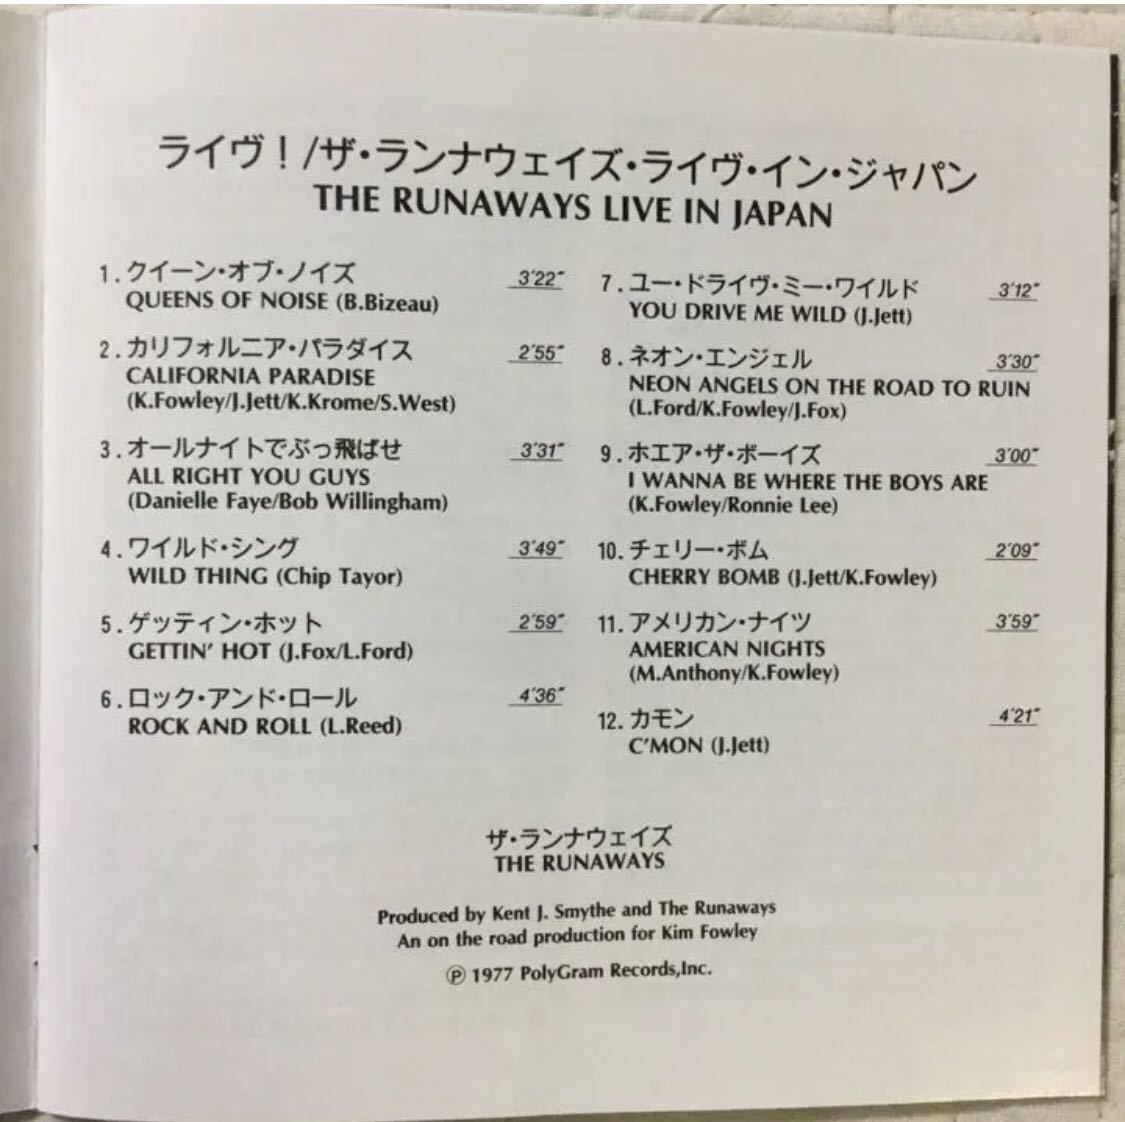 ライヴ！/ザ・ランナウェイズ・ライヴ・イン・ジャパン
THE RUNAWAYS LIVE IN JAPAN
1. クイーン・オブ・ノイズ 3′22″
QUEENS OF NOISE (B.Bizeau)
2. カリフォルニア・パラダイス 2′55″
CALIFORNIA PARADISE
(K.Fowley/J.Jett/K.Krome/S.West)
3. オールナイトでぶっ飛ばせ 3′31″
ALL RIGHT YOU GUYS
(Danielle Faye/Bob Willingham)
4. ワイルド・シング 3′49″
WILD THING (Chip Tayor)
5. ゲッティン・ホット 2′59″
GETTIN' HOT (J.Fox/L.Ford)
6. ロック・アンド・ロール 4′36″
ROCK AND ROLL (L.Reed)
7. ユー・ドライヴ・ミー・ワイルド 3′12″
YOU DRIVE ME WILD (J.Jett)
8. ネオン・エンジェル 3′30″
NEON ANGELS ON THE ROAD TO RUIN
(L.Ford/K.Fowley/J.Fox)
9. ホエア・ザ・ボーイズ 3′00″
I WANNA BE WHERE THE BOYS ARE
(K.Fowley/Ronnie Lee)
10. チェリー・ボム 2′09″
CHERRY BOMB (J.Jett/K.Fowley)
11. アメリカン・ナイツ 3′59″
AMERICAN NIGHTS
(M.Anthony/K.Fowley)
12. カモン 4′21″
C'MON (J.Jett)
ザ・ランナウェイズ
THE RUNAWAYS
Produced by Kent J. Smythe and The Runaways
An on the road production for Kim Fowley
Ⓟ 1977 PolyGram Records,Inc.